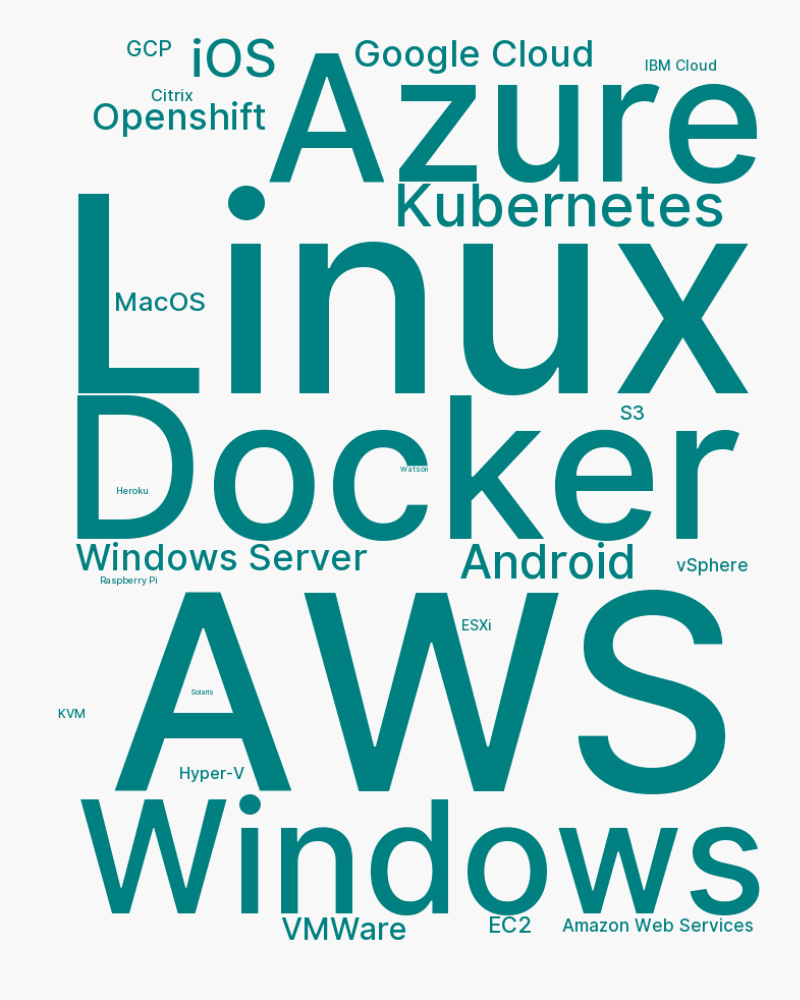 GCP
iOS
Google Cloud
IBM Cloud
Citrix
Openshift
Azure
Kubernetes
Linux
MacOS
S3
Docker
Watson
Heroku
Windows Server
Android
vSphere
Raspberry Pi
ESXi
AWS
Solaris
KVM
Hyper-V
Windows
VMWare
EC2
Amazon Web Services